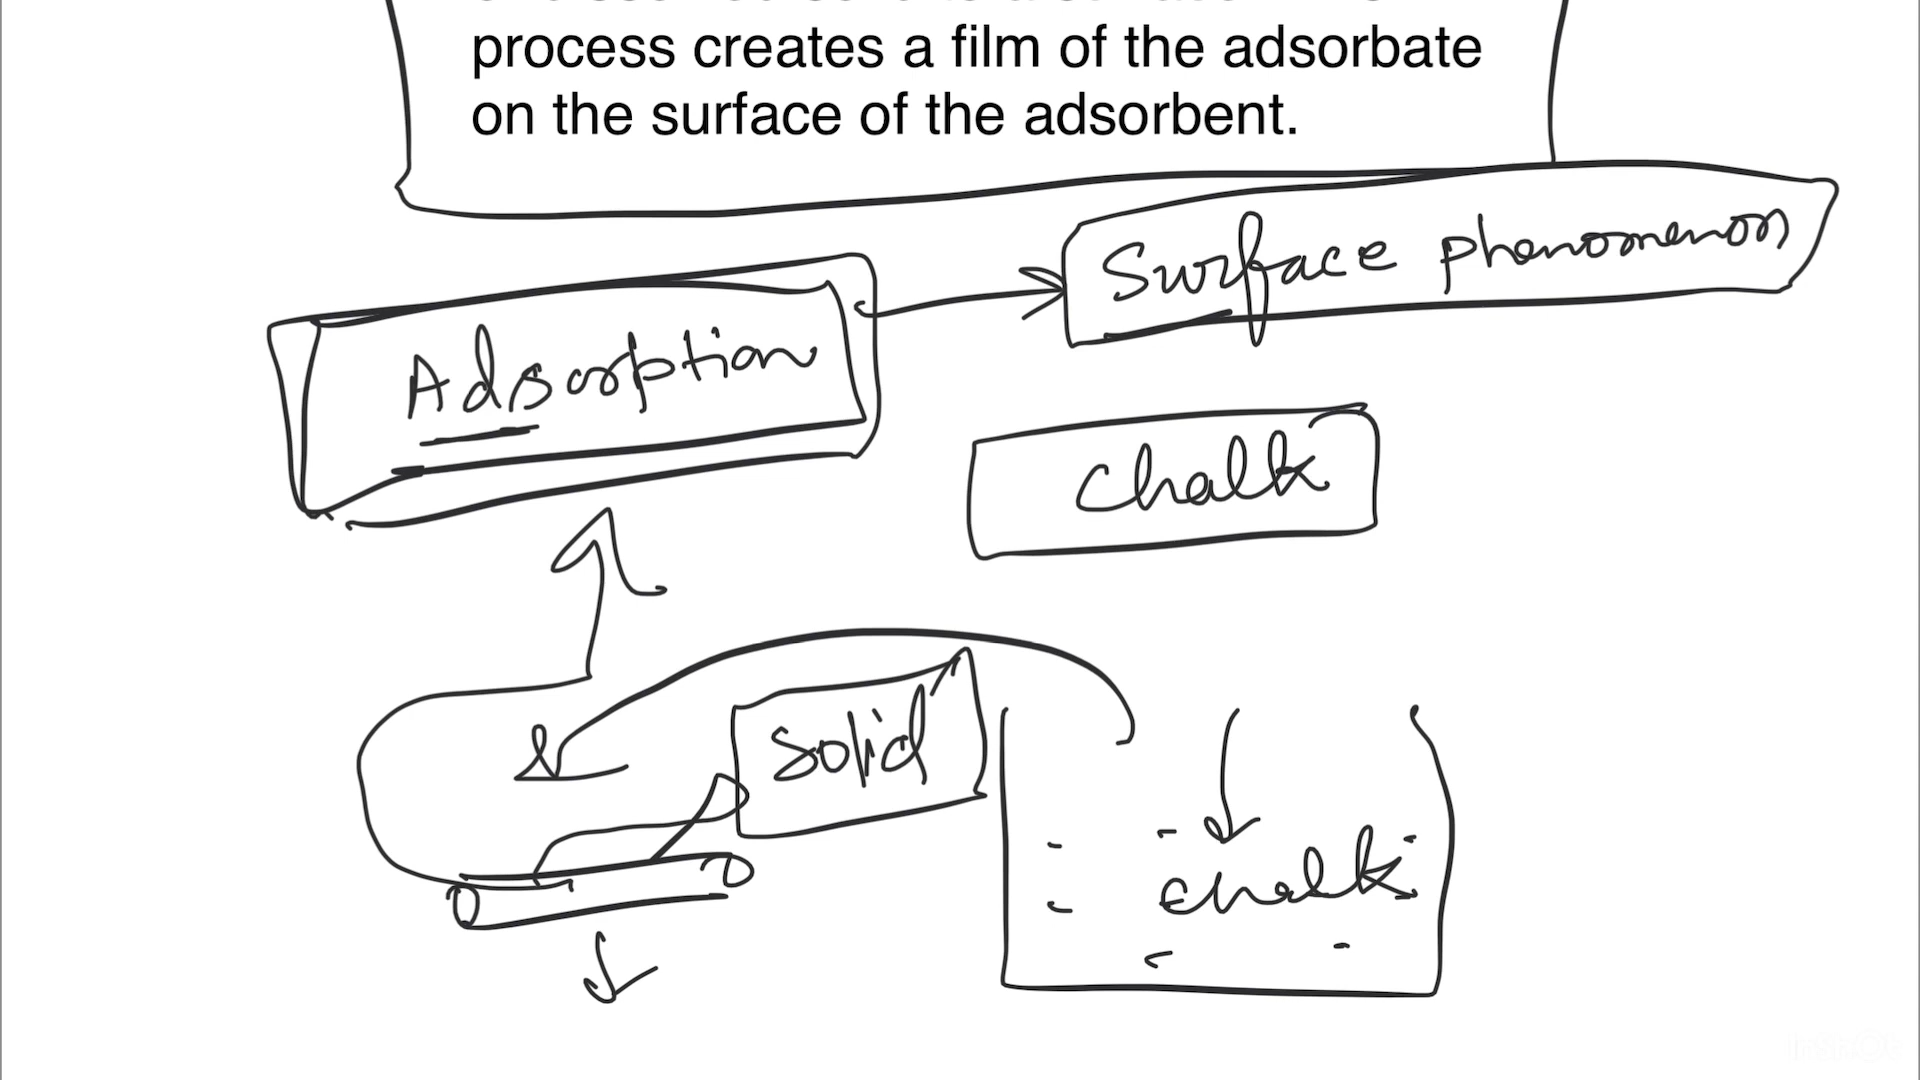 process creates a film of the adsorbate
on the surface of the adsorbent.
Surface phenomenon
Adsorption
Chalk
Solid
chalk